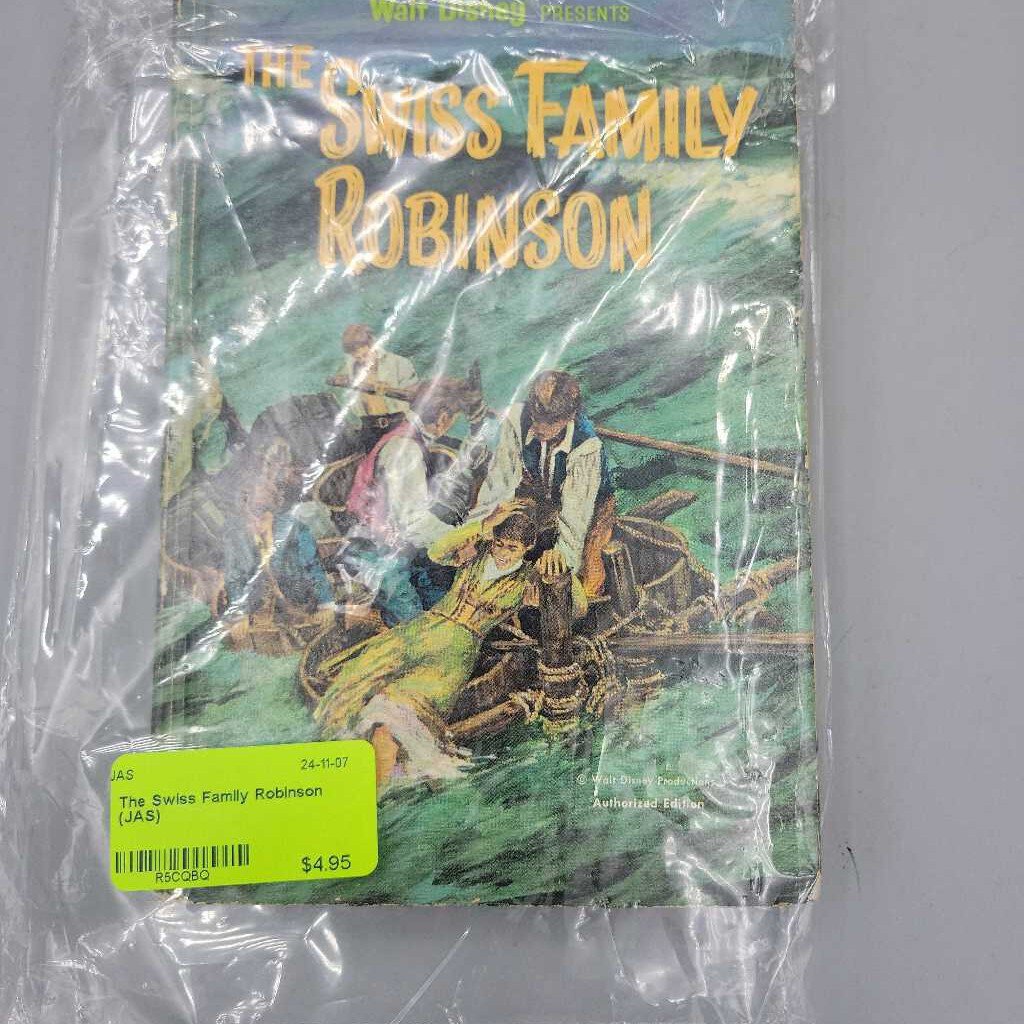 Walt Disney PRESENTS
THE SWISS FAMILY
ROBINSON
© Walt Disney Productions
Authorized Edition
JAS 24-11-07
The Swiss Family Robinson
(JAS)
R5CQBQ $4.95